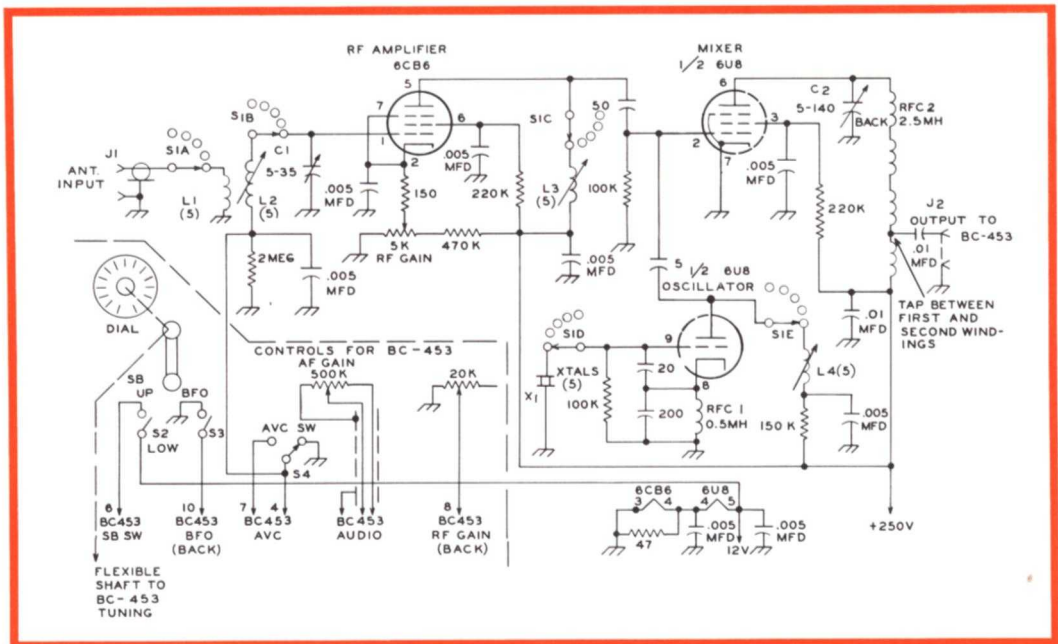 RF AMPLIFIER
6CB6
MIXER
1/2 6U8
5
6
7
6
1
2
S1B
C1
5-35
S1A
J1
ANT.
INPUT
L1
(5)
L2
(5)
.005
MFD
150
.005
MFD
220K
S1C
50
L3
(5)
100K
2
3
7
C2
5-140
BACK
RFC 2
2.5MH
.005
MFD
220K
J2
OUTPUT TO
BC-453
.01
MFD
2MEG
.005
MFD
5K
RF GAIN
470K
.005
MFD
5
1/2 6U8
OSCILLATOR
.01
MFD
TAP BETWEEN
FIRST AND
SECOND WIND-
INGS
DIAL
CONTROLS FOR BC-453
AF GAIN
500K
20K
S1D
XTALS
(5)
X1
100K
9
20
200
8
RFC 1
0.5MH
S1E
L4(5)
150K
.005
MFD
SB
UP
BFO
S2
LOW
S3
AVC SW
S4
6
BC453
SB SW
10
BC453
BFO
(BACK)
7
4
BC453
AVC
BC453
AUDIO
8
BC453
RF GAIN
(BACK)
6CB6
3
4
6U8
4
5
47
.005
MFD
12V
.005
MFD
+250V
FLEXIBLE
SHAFT TO
BC-453
TUNING